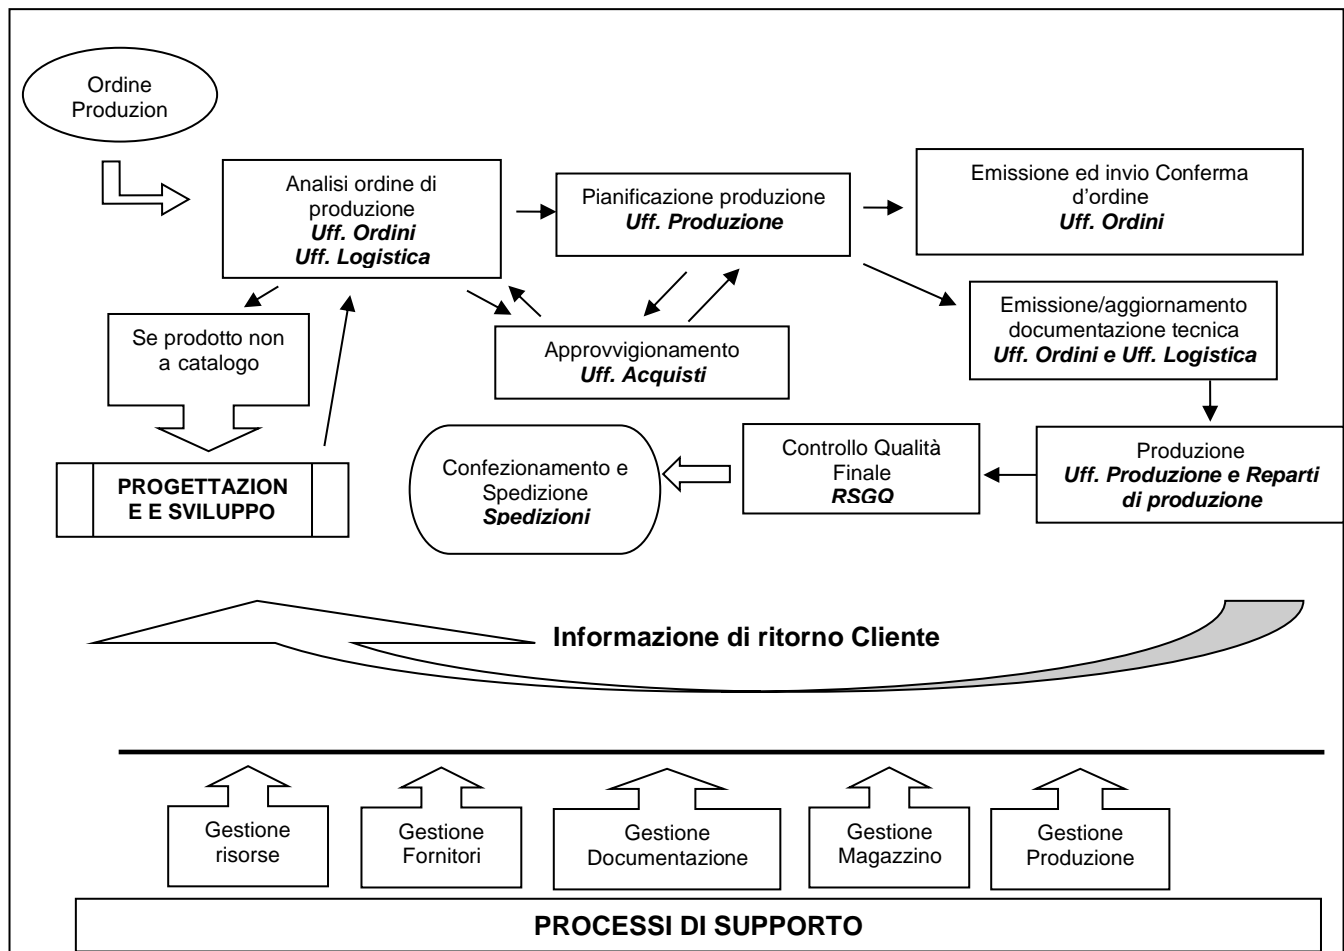 Ordine
Produzion
Analisi ordine di
produzione
Uff. Ordini
Uff. Logistica
Pianificazione produzione
Uff. Produzione
Emissione ed invio Conferma
d'ordine
Uff. Ordini
Se prodotto non
a catalogo
Approvvigionamento
Uff. Acquisti
Emissione/aggiornamento
documentazione tecnica
Uff. Ordini e Uff. Logistica
PROGETTAZION
E E SVILUPPO
Confezionamento e
Spedizione
Spedizioni
Controllo Qualità
Finale
RSGQ
Produzione
Uff. Produzione e Reparti
di produzione
Informazione di ritorno Cliente
Gestione
risorse
Gestione
Fornitori
Gestione
Documentazione
Gestione
Magazzino
Gestione
Produzione
PROCESSI DI SUPPORTO